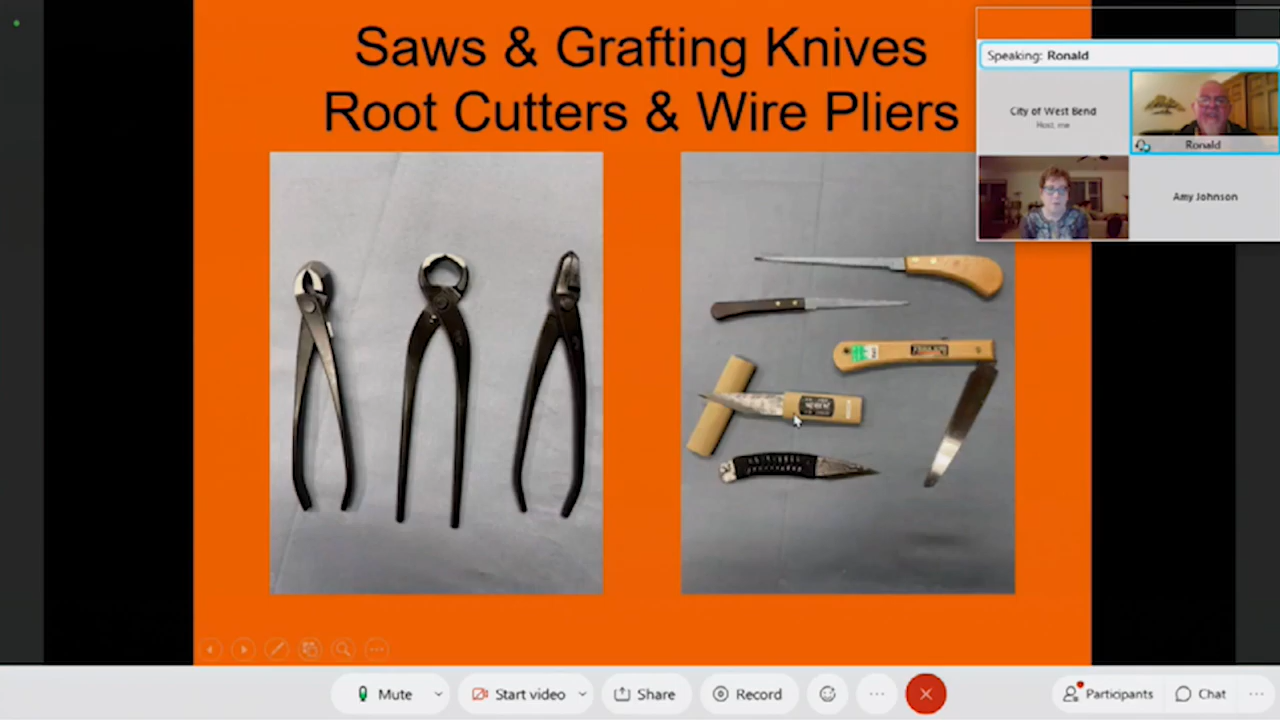 Saws & Grafting Knives
Root Cutters & Wire Pliers
Speaking: Ronald
City of West Bend
Host, me
Ronald
Amy Johnson
Mute
Start video
Share
Record
Participants
Chat